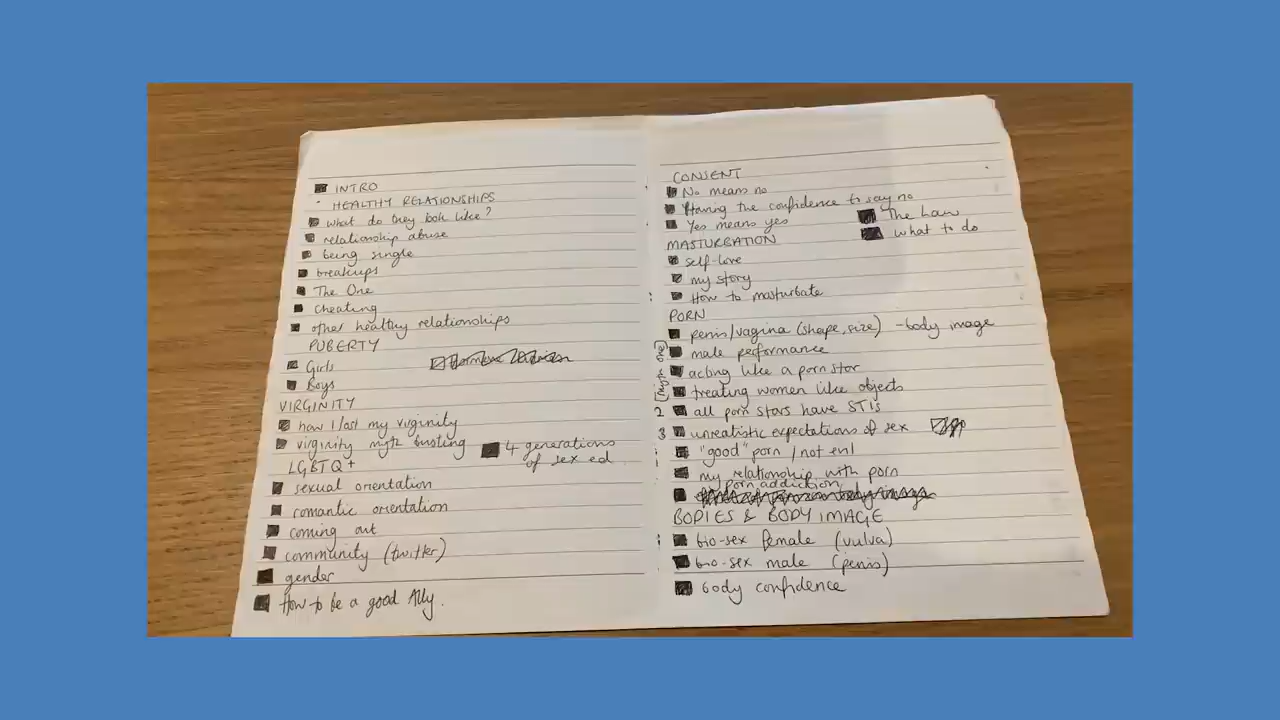 INTRO
HEALTHY RELATIONSHIPS
what do they look like?
relationship abuse
being single
breakups
The One
cheating
other healthy relationships
PUBERTY
Girls
Boys
VIRGINITY
how I lost my virginity
virginity myth busting
4 generations
of sex ed
LGBTQ+
sexual orientation
romantic orientation
coming out
community (twitter)
gender
How to be a good Ally.
CONSENT
No means no
Having the confidence to say no
Yes means yes
The Law
what to do
MASTURBATION
self-love
my story
How to masturbate
PORN
penis/vagina (shape, size) - body image
male performance
acting like a pornstar
treating women like objects
2 all porn stars have STIs
3 unrealistic expectations of sex
"good" porn / not evil
my relationship with porn
porn addiction
BODIES & BODY IMAGE
bio-sex female (vulva)
bio-sex male (penis)
body confidence